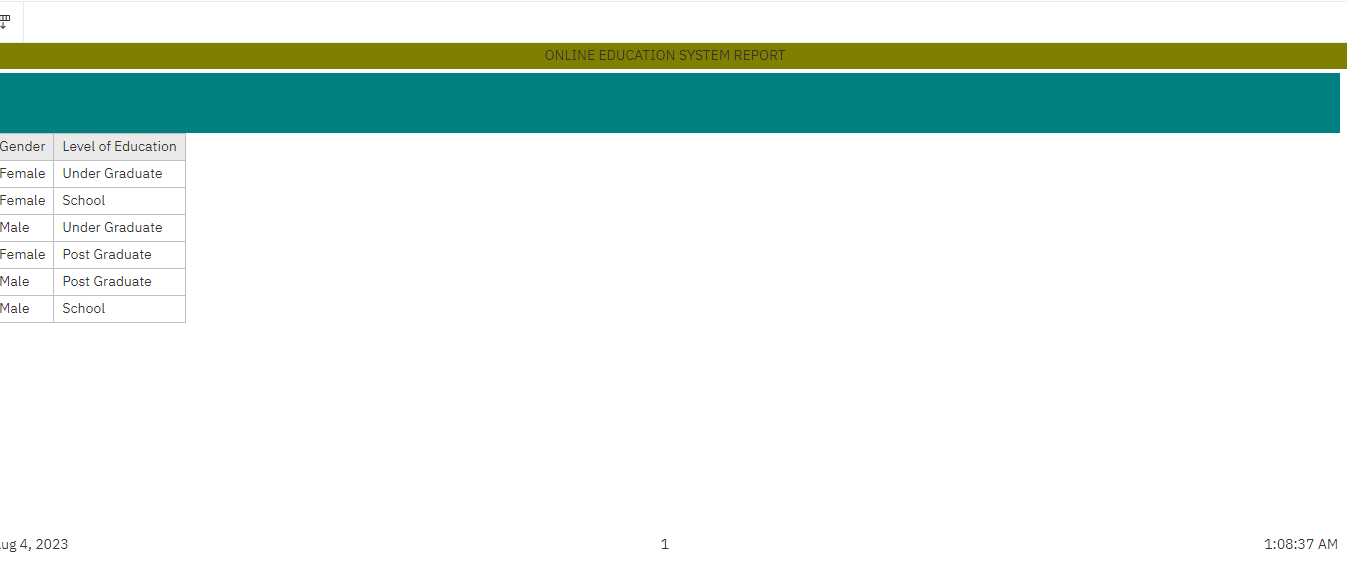 ONLINE EDUCATION SYSTEM REPORT
Gender Level of Education
Female Under Graduate
Female School
Male Under Graduate
Female Post Graduate
Male Post Graduate
Male School
ug 4, 2023 1 1:08:37 AM